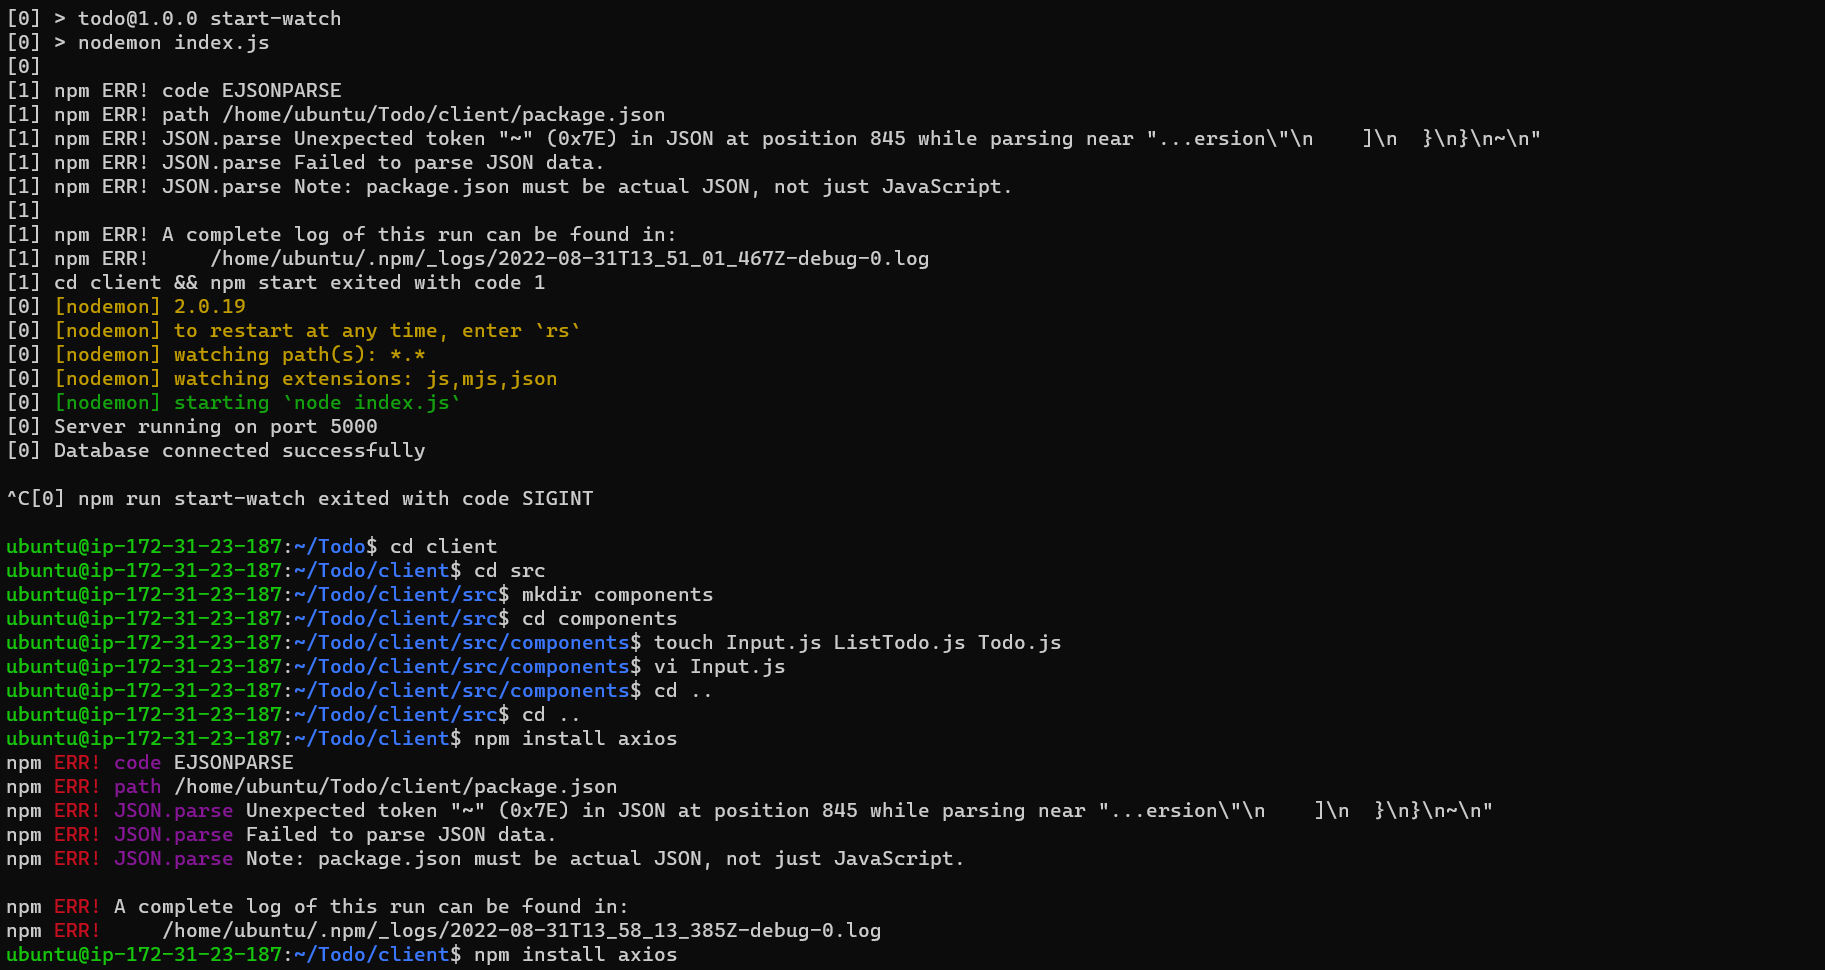 [0] > todo@1.0.0 start-watch
[0] > nodemon index.js
[0]
[1] npm ERR! code EJSONPARSE
[1] npm ERR! path /home/ubuntu/Todo/client/package.json
[1] npm ERR! JSON.parse Unexpected token "~" (0x7E) in JSON at position 845 while parsing near "...ersion\"\n    ]\n  }\n}\n~\n"
[1] npm ERR! JSON.parse Failed to parse JSON data.
[1] npm ERR! JSON.parse Note: package.json must be actual JSON, not just JavaScript.
[1]
[1] npm ERR! A complete log of this run can be found in:
[1] npm ERR!     /home/ubuntu/.npm/_logs/2022-08-31T13_51_01_467Z-debug-0.log
[1] cd client && npm start exited with code 1
[0] [nodemon] 2.0.19
[0] [nodemon] to restart at any time, enter `rs`
[0] [nodemon] watching path(s): *.*
[0] [nodemon] watching extensions: js,mjs,json
[0] [nodemon] starting `node index.js`
[0] Server running on port 5000
[0] Database connected successfully
^C[0] npm run start-watch exited with code SIGINT
ubuntu@ip-172-31-23-187:~/Todo$ cd client
ubuntu@ip-172-31-23-187:~/Todo/client$ cd src
ubuntu@ip-172-31-23-187:~/Todo/client/src$ mkdir components
ubuntu@ip-172-31-23-187:~/Todo/client/src$ cd components
ubuntu@ip-172-31-23-187:~/Todo/client/src/components$ touch Input.js ListTodo.js Todo.js
ubuntu@ip-172-31-23-187:~/Todo/client/src/components$ vi Input.js
ubuntu@ip-172-31-23-187:~/Todo/client/src/components$ cd ..
ubuntu@ip-172-31-23-187:~/Todo/client/src$ cd ..
ubuntu@ip-172-31-23-187:~/Todo/client$ npm install axios
npm ERR! code EJSONPARSE
npm ERR! path /home/ubuntu/Todo/client/package.json
npm ERR! JSON.parse Unexpected token "~" (0x7E) in JSON at position 845 while parsing near "...ersion\"\n    ]\n  }\n}\n~\n"
npm ERR! JSON.parse Failed to parse JSON data.
npm ERR! JSON.parse Note: package.json must be actual JSON, not just JavaScript.
npm ERR! A complete log of this run can be found in:
npm ERR!     /home/ubuntu/.npm/_logs/2022-08-31T13_58_13_385Z-debug-0.log
ubuntu@ip-172-31-23-187:~/Todo/client$ npm install axios